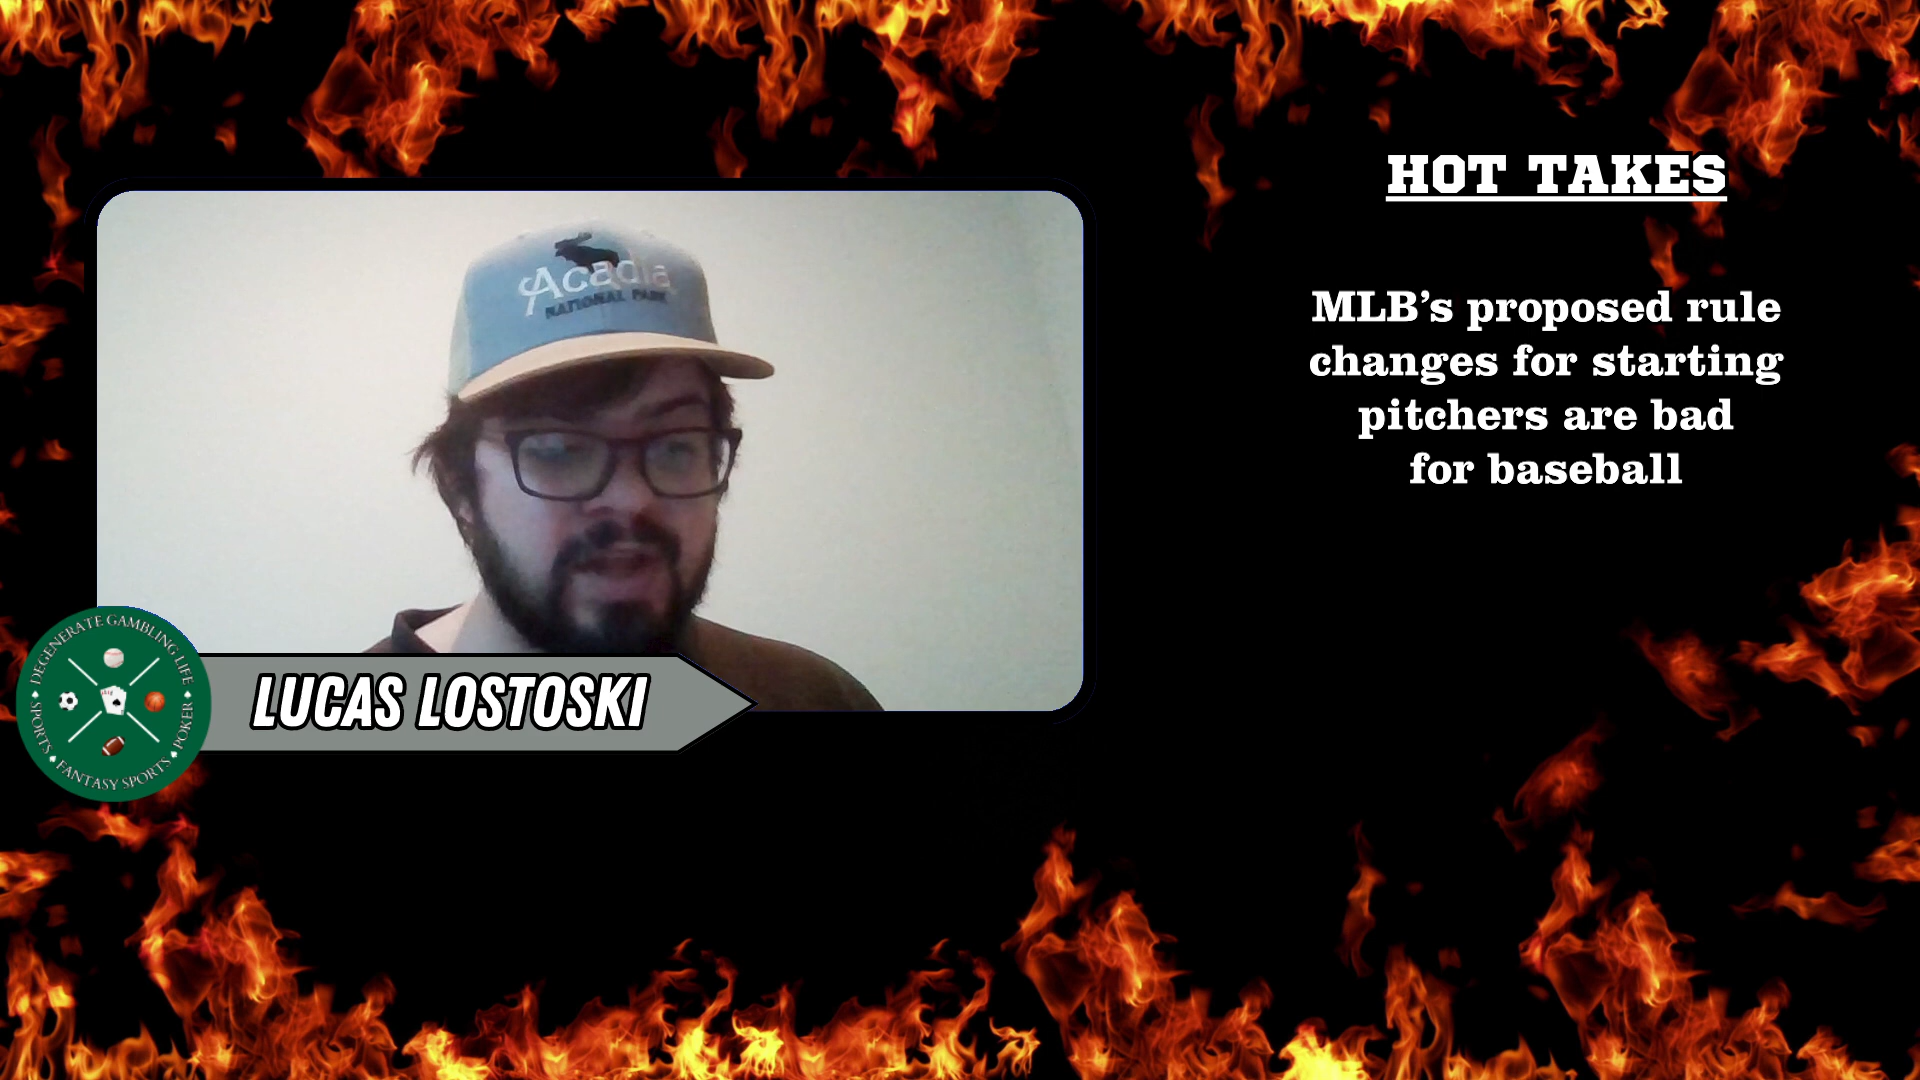 HOT TAKES
MLB's proposed rule
changes for starting
pitchers are bad
for baseball
Acadia
NATIONAL PARK
LUCAS LOSTOSKI
DEGENERATE GAMBLING LIFE
SPORTS FANTASY SPORTS POKER